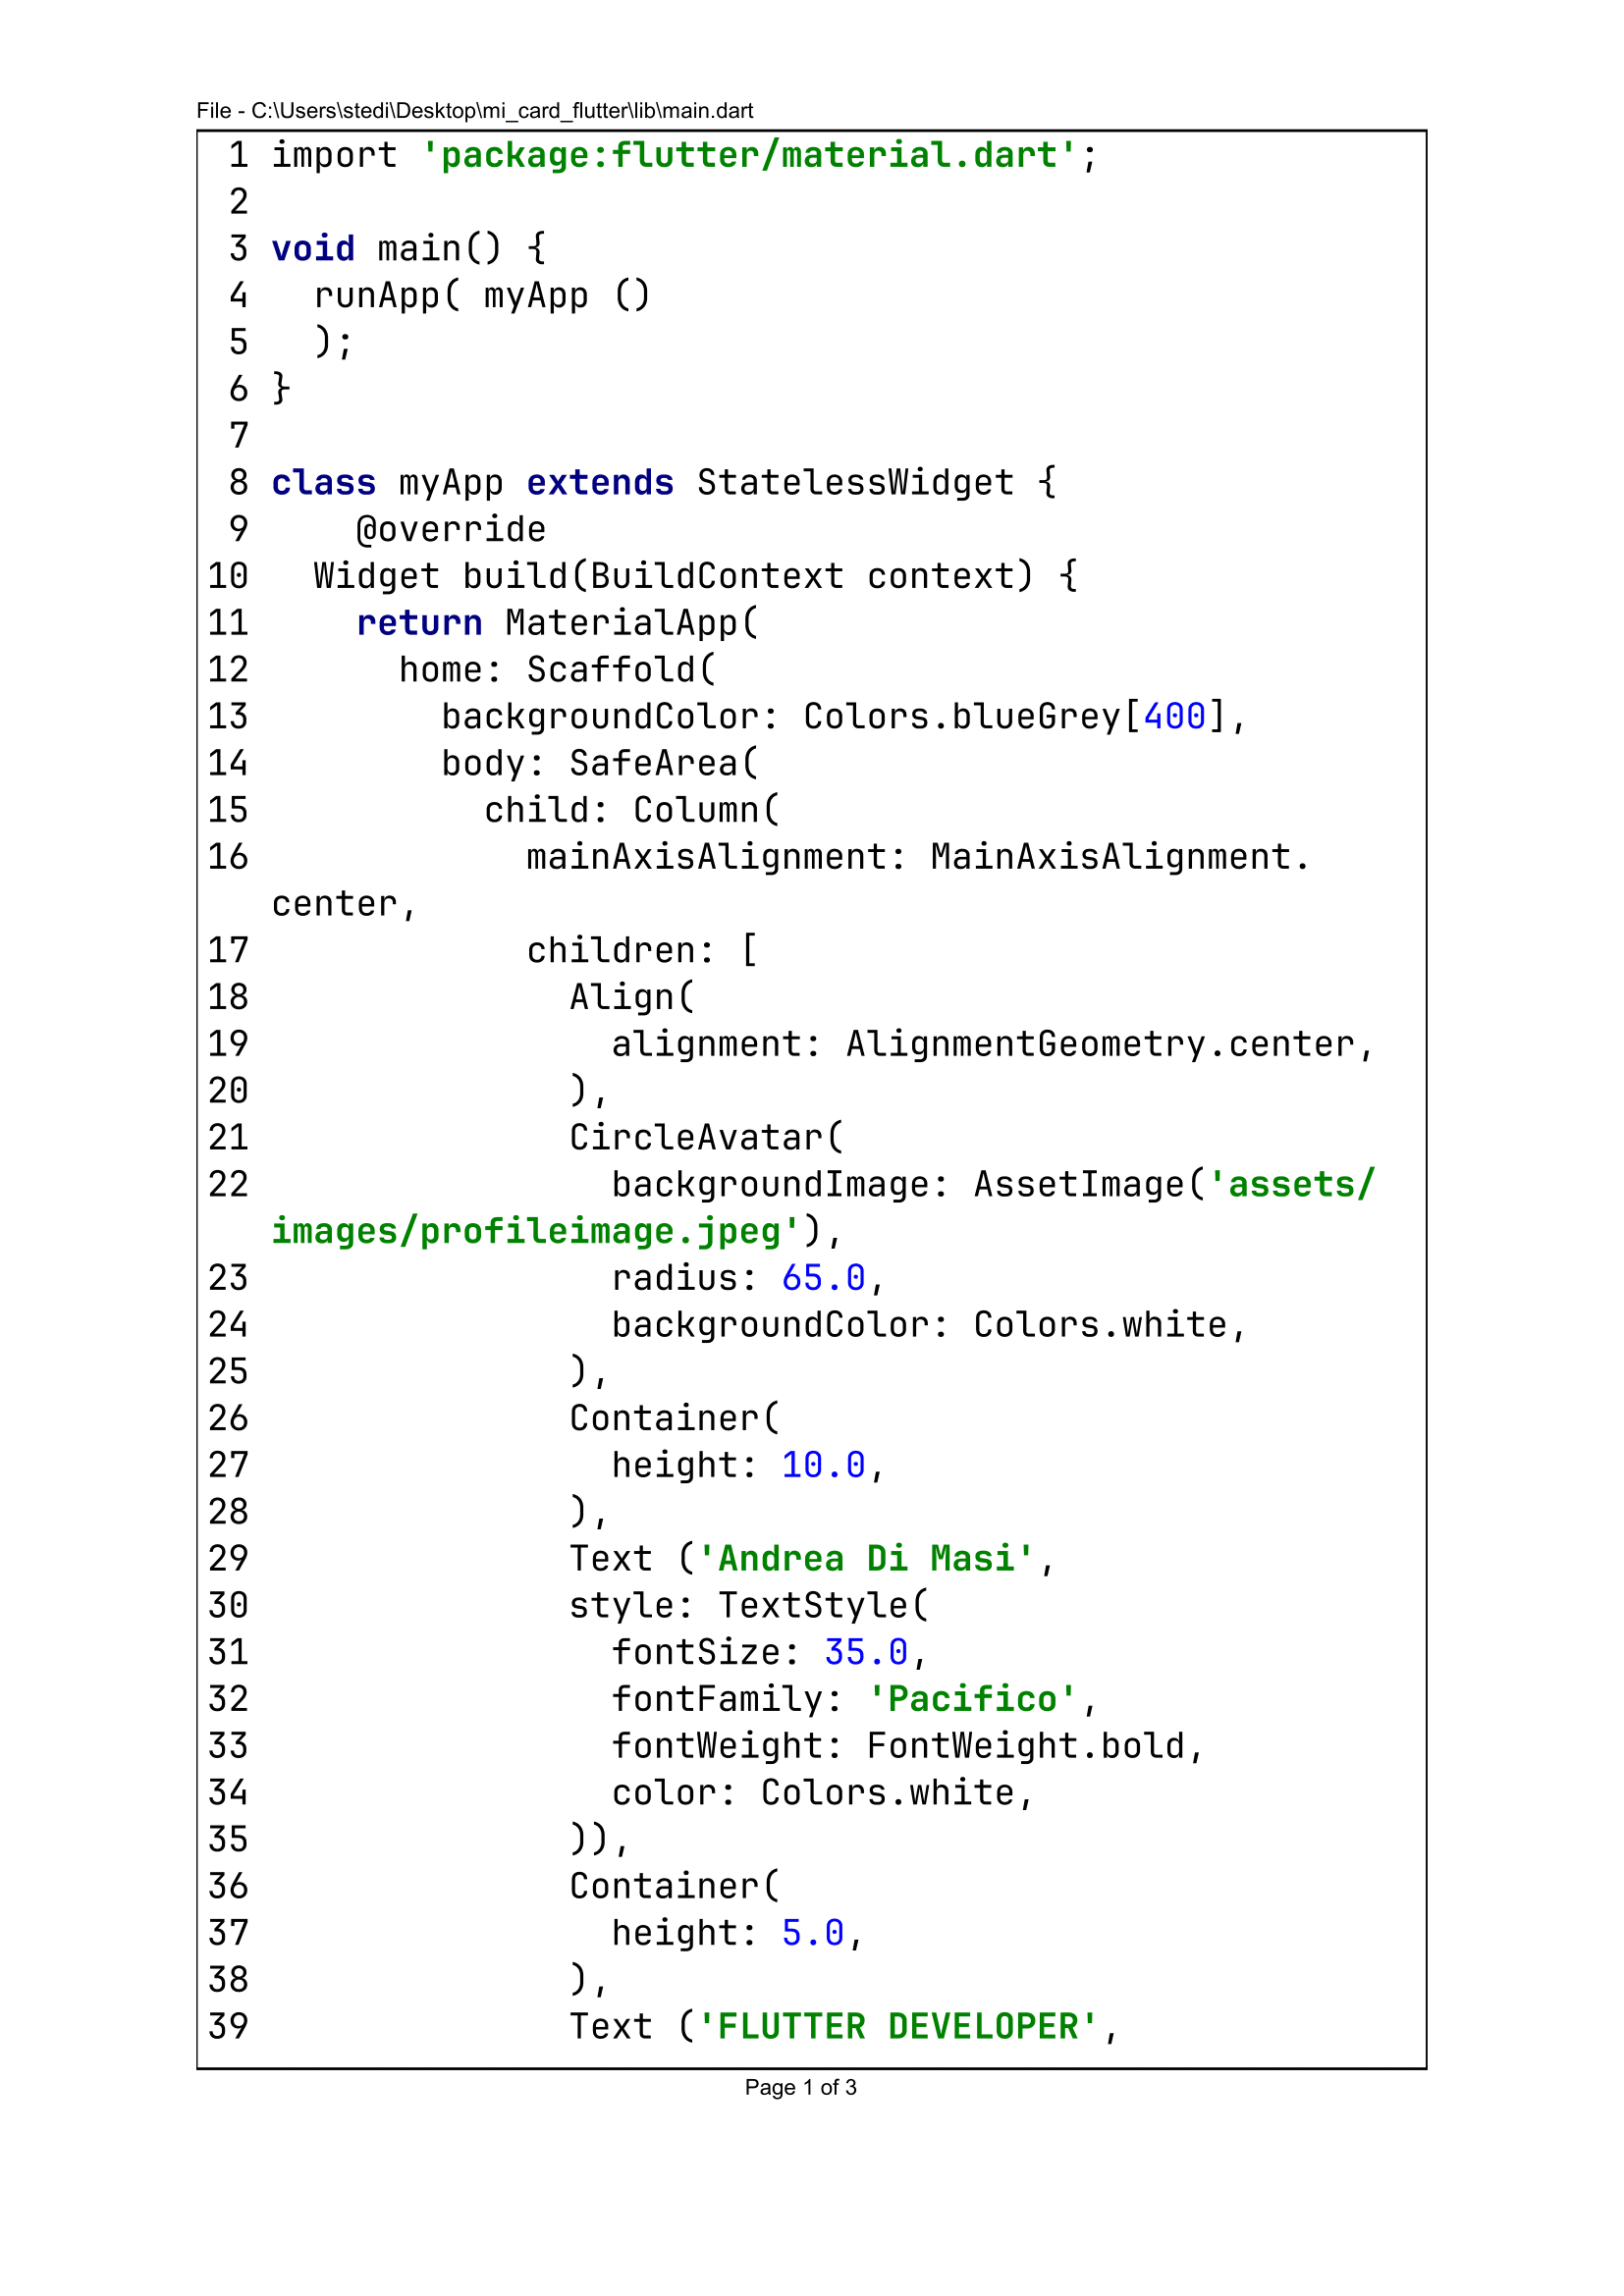 File - C:\Users\stedi\Desktop\mi_card_flutter\lib\main.dart
1 import 'package:flutter/material.dart';
2
3 void main() {
4   runApp( myApp ()
5   );
6 }
7
8 class myApp extends StatelessWidget {
9     @override
10   Widget build(BuildContext context) {
11     return MaterialApp(
12       home: Scaffold(
13         backgroundColor: Colors.blueGrey[400],
14         body: SafeArea(
15           child: Column(
16             mainAxisAlignment: MainAxisAlignment.
center,
17             children: [
18               Align(
19                 alignment: AlignmentGeometry.center,
20               ),
21               CircleAvatar(
22                 backgroundImage: AssetImage('assets/
images/profileimage.jpeg'),
23                 radius: 65.0,
24                 backgroundColor: Colors.white,
25               ),
26               Container(
27                 height: 10.0,
28               ),
29               Text ('Andrea Di Masi',
30               style: TextStyle(
31                 fontSize: 35.0,
32                 fontFamily: 'Pacifico',
33                 fontWeight: FontWeight.bold,
34                 color: Colors.white,
35               )),
36               Container(
37                 height: 5.0,
38               ),
39               Text ('FLUTTER DEVELOPER',
Page 1 of 3